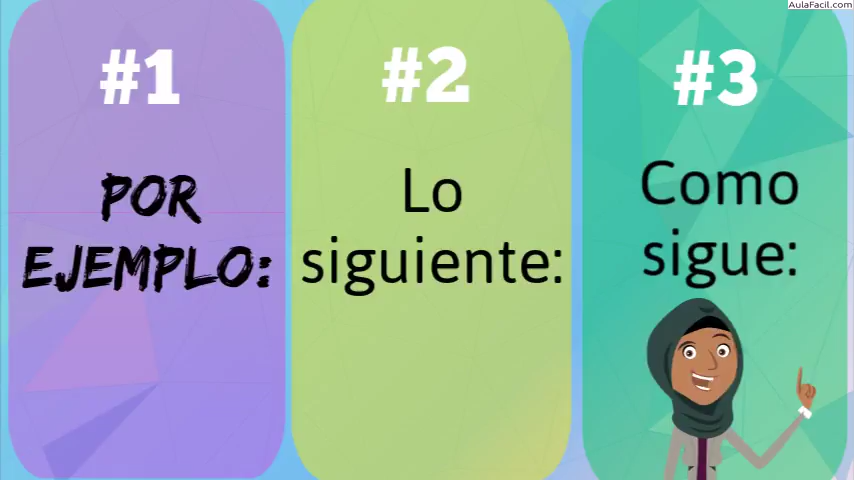 AulaFacil.com
#1
POR
EJEMPLO:
#2
Lo
siguiente:
#3
Como
sigue: